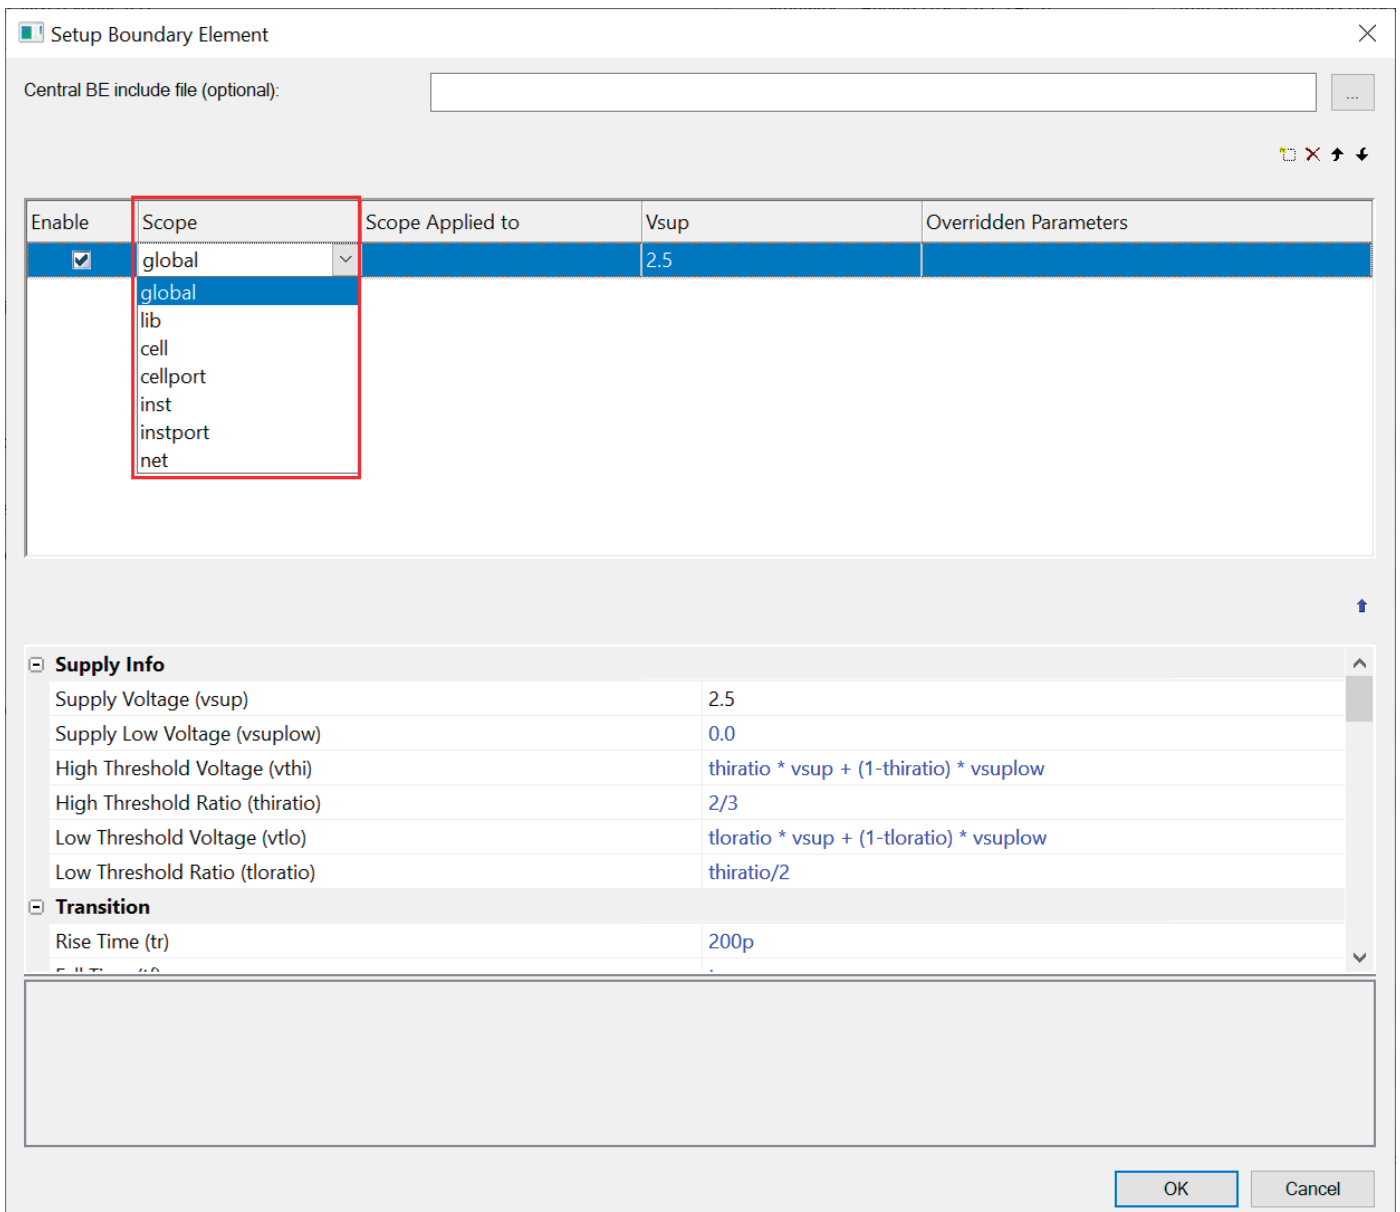 Setup Boundary Element
Central BE include file (optional):
...
Enable Scope Scope Applied to Vsup Overridden Parameters
global 2.5
global
lib
cell
cellport
inst
instport
net
Supply Info
Supply Voltage (vsup) 2.5
Supply Low Voltage (vsuplow) 0.0
High Threshold Voltage (vthi) thiratio * vsup + (1-thiratio) * vsuplow
High Threshold Ratio (thiratio) 2/3
Low Threshold Voltage (vtlo) tloratio * vsup + (1-tloratio) * vsuplow
Low Threshold Ratio (tloratio) thiratio/2
Transition
Rise Time (tr) 200p
OK Cancel